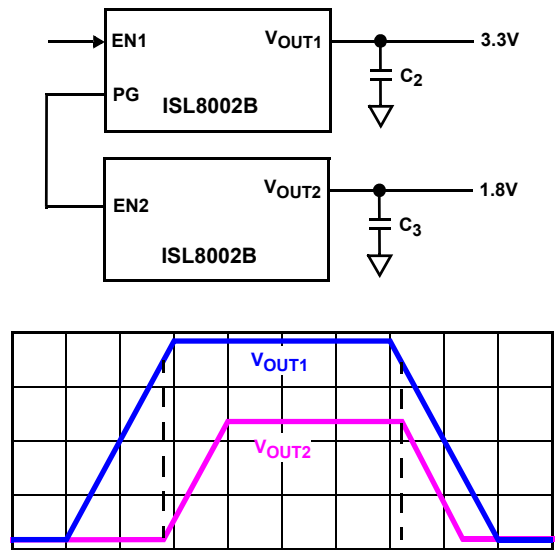 EN1
VOUT1
3.3V
C2
PG
ISL8002B
VOUT2
1.8V
EN2
C3
ISL8002B
VOUT1
VOUT2